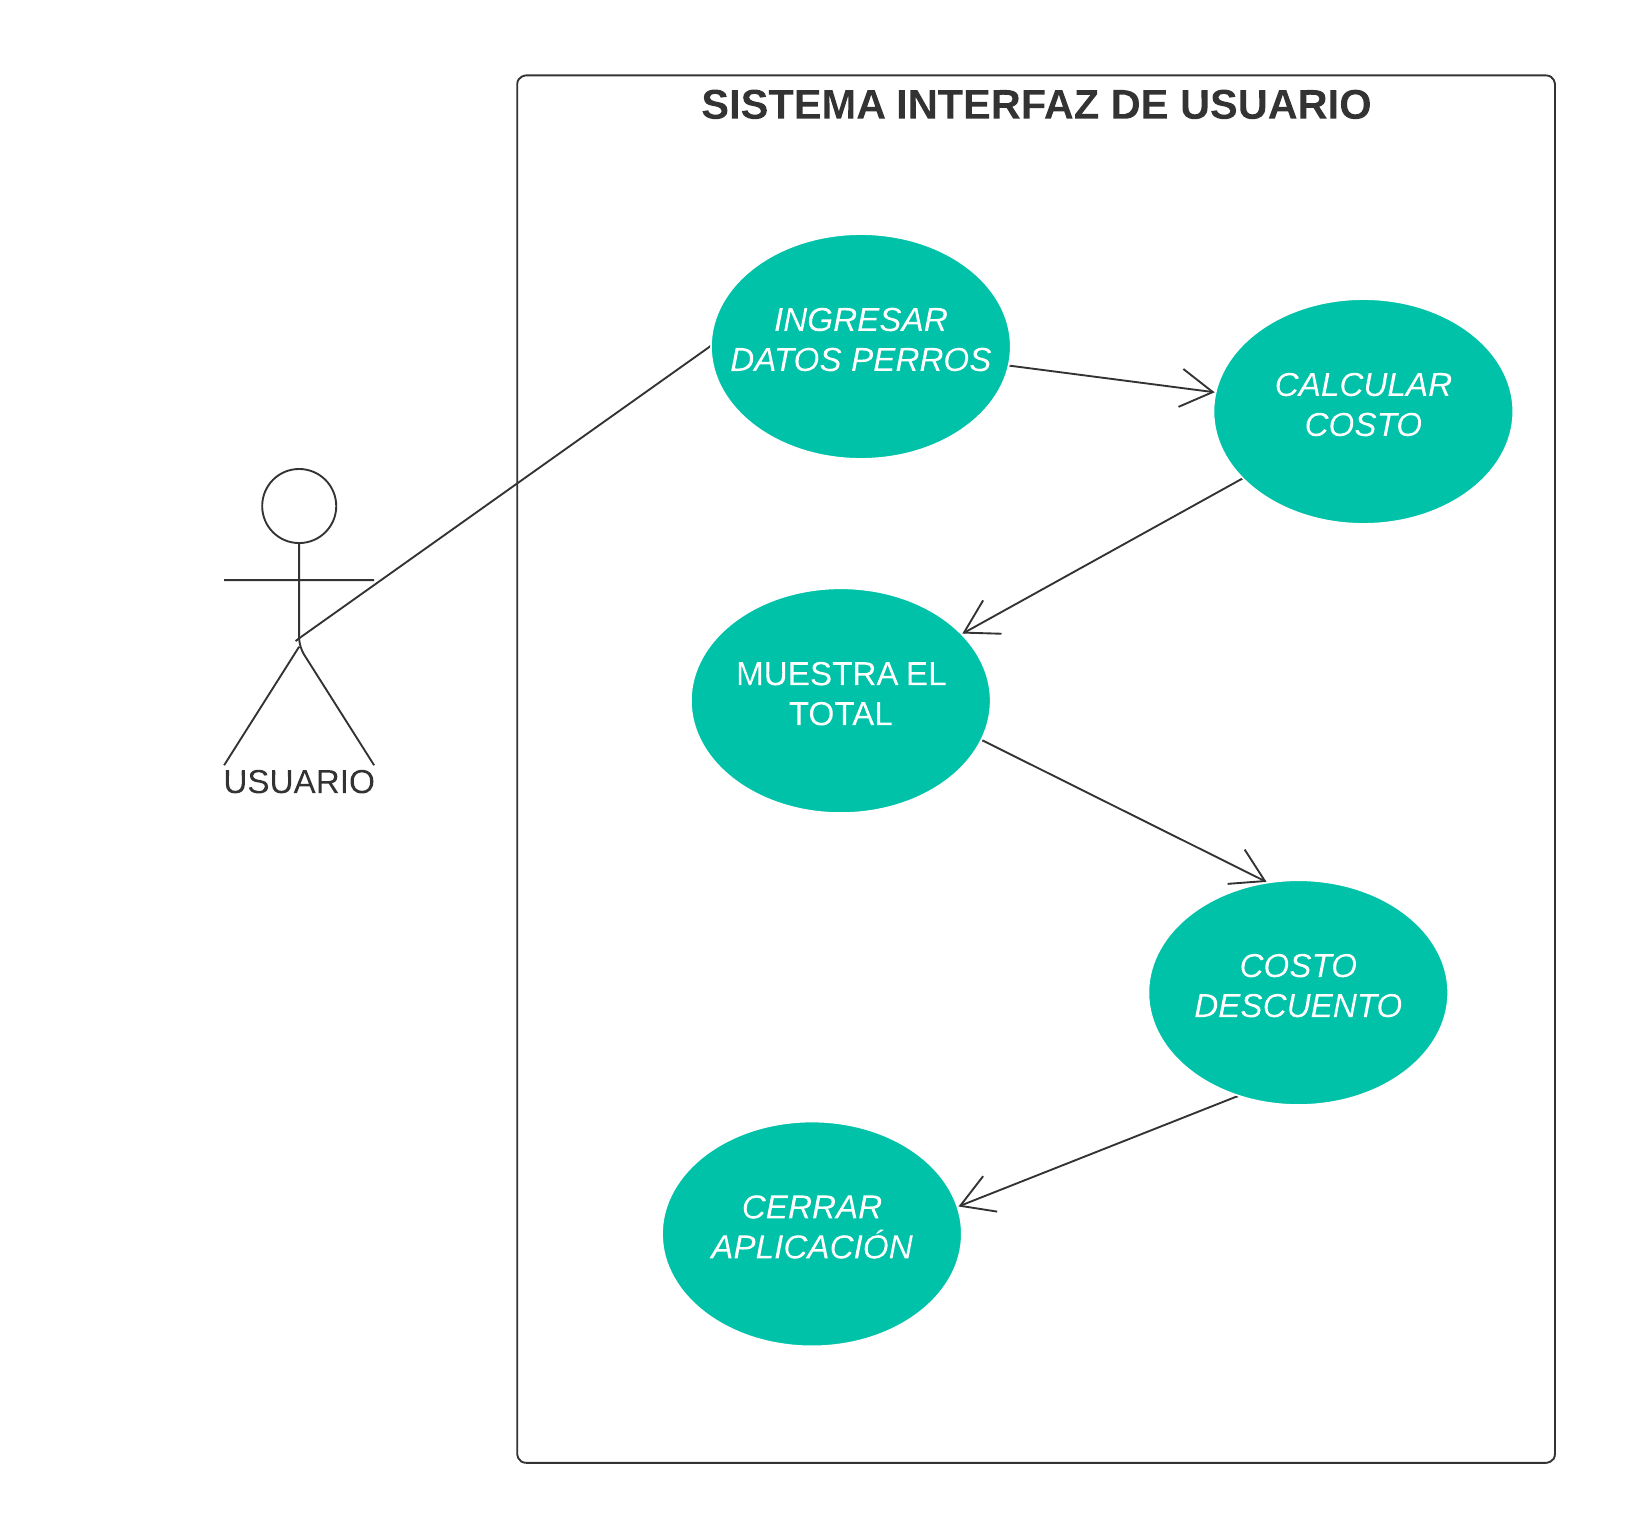 SISTEMA INTERFAZ DE USUARIO
INGRESAR
DATOS PERROS
CALCULAR
COSTO
USUARIO
MUESTRA EL
TOTAL
COSTO
DESCUENTO
CERRAR
APLICACIÓN